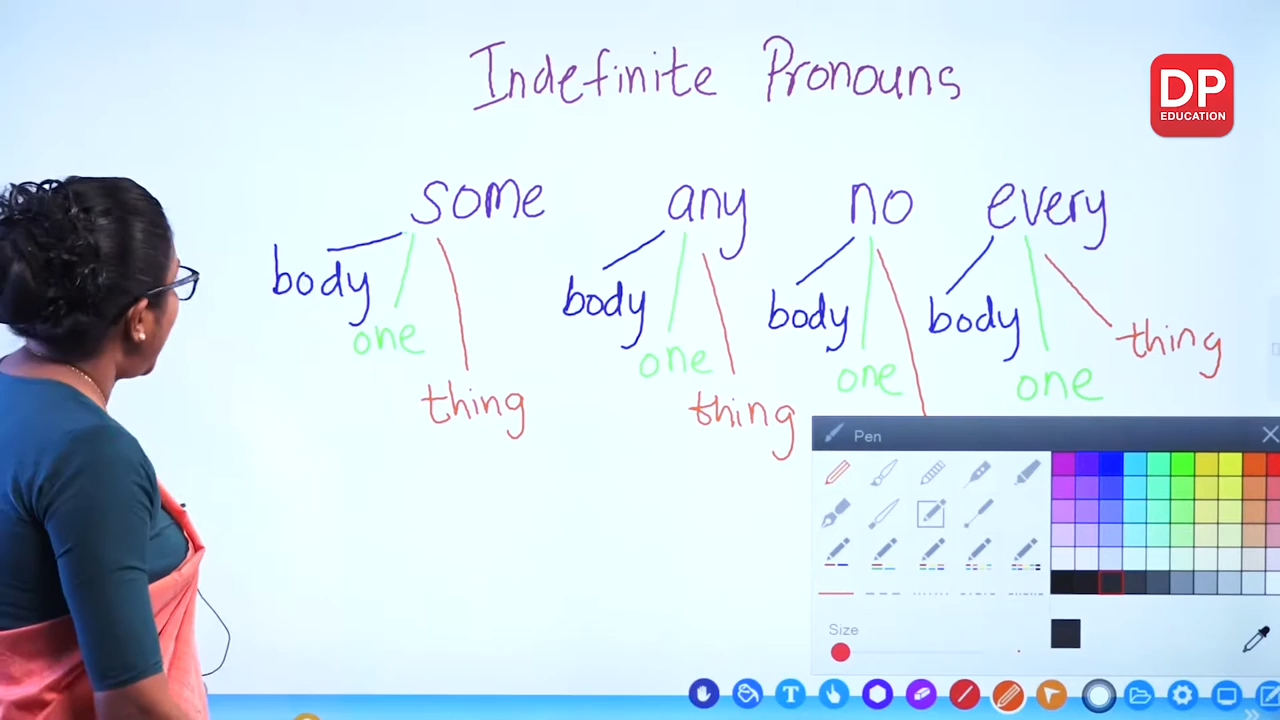 Indefinite Pronouns
DP
EDUCATION
some any no every
body body body body
one one one one
thing thing thing
Pen
Size
T